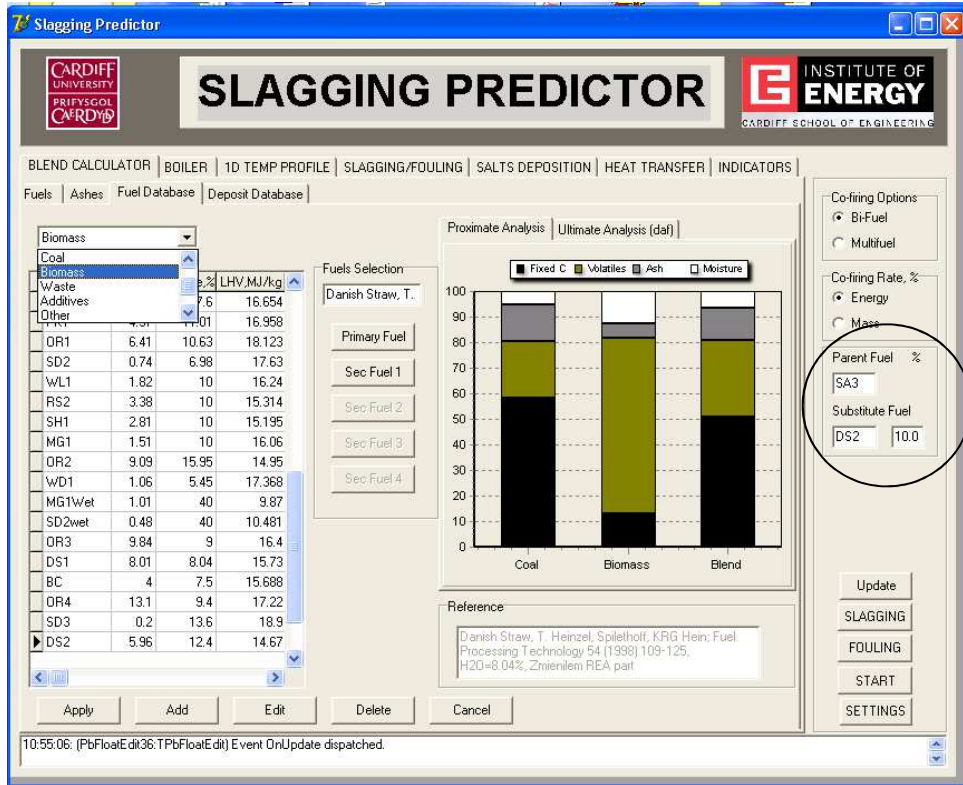 Slagging Predictor
CARDIFF
UNIVERSITY
PRIFYSGOL
CAERDYDD
SLAGGING PREDICTOR
INSTITUTE OF
ENERGY
CARDIFF SCHOOL OF ENGINEERING
BLEND CALCULATOR BOILER 1D TEMP PROFILE SLAGGING/FOULING SALTS DEPOSITION HEAT TRANSFER INDICATORS
Fuels Ashes Fuel Database Deposit Database
Biomass
Coal
Biomass
Waste
Additives
Other
e,% LHV,MJ/kg
7.6 16.654
11.01 16.958
OR1 6.41 10.63 18.123
SD2 0.74 6.98 17.63
WL1 1.82 10 16.24
RS2 3.38 10 15.314
SH1 2.81 10 15.195
MG1 1.51 10 16.06
OR2 9.09 15.95 14.95
WD1 1.06 5.45 17.368
MG1Wet 1.01 40 9.87
SD2wet 0.48 40 10.481
OR3 9.84 9 16.4
DS1 8.01 8.04 15.73
BC 4 7.5 15.688
OR4 13.1 9.4 17.22
SD3 0.2 13.6 18.9
DS2 5.96 12.4 14.67
Fuels Selection
Danish Straw, T.
Primary Fuel
Sec Fuel 1
Sec Fuel 2
Sec Fuel 3
Sec Fuel 4
Proximate Analysis Ultimate Analysis (daf)
Fixed C Volatiles Ash Moisture
100
90
80
70
60
50
40
30
20
10
0
Coal Biomass Blend
Reference
Danish Straw, T. Heinzel, Spilethoff, KRG Hein; Fuel
Processing Technology 54 (1998) 109-125,
H2O=8.04%, Zmienilem REA part
Co-firing Options
Bi-Fuel
Multifuel
Co-firing Rate, %
Energy
Mass
Parent Fuel %
SA3
Substitute Fuel
DS2 10.0
Update
SLAGGING
FOULING
START
SETTINGS
Apply Add Edit Delete Cancel
10:55:06: (PbFloatEdit36:TPbFloatEdit) Event OnUpdate dispatched.